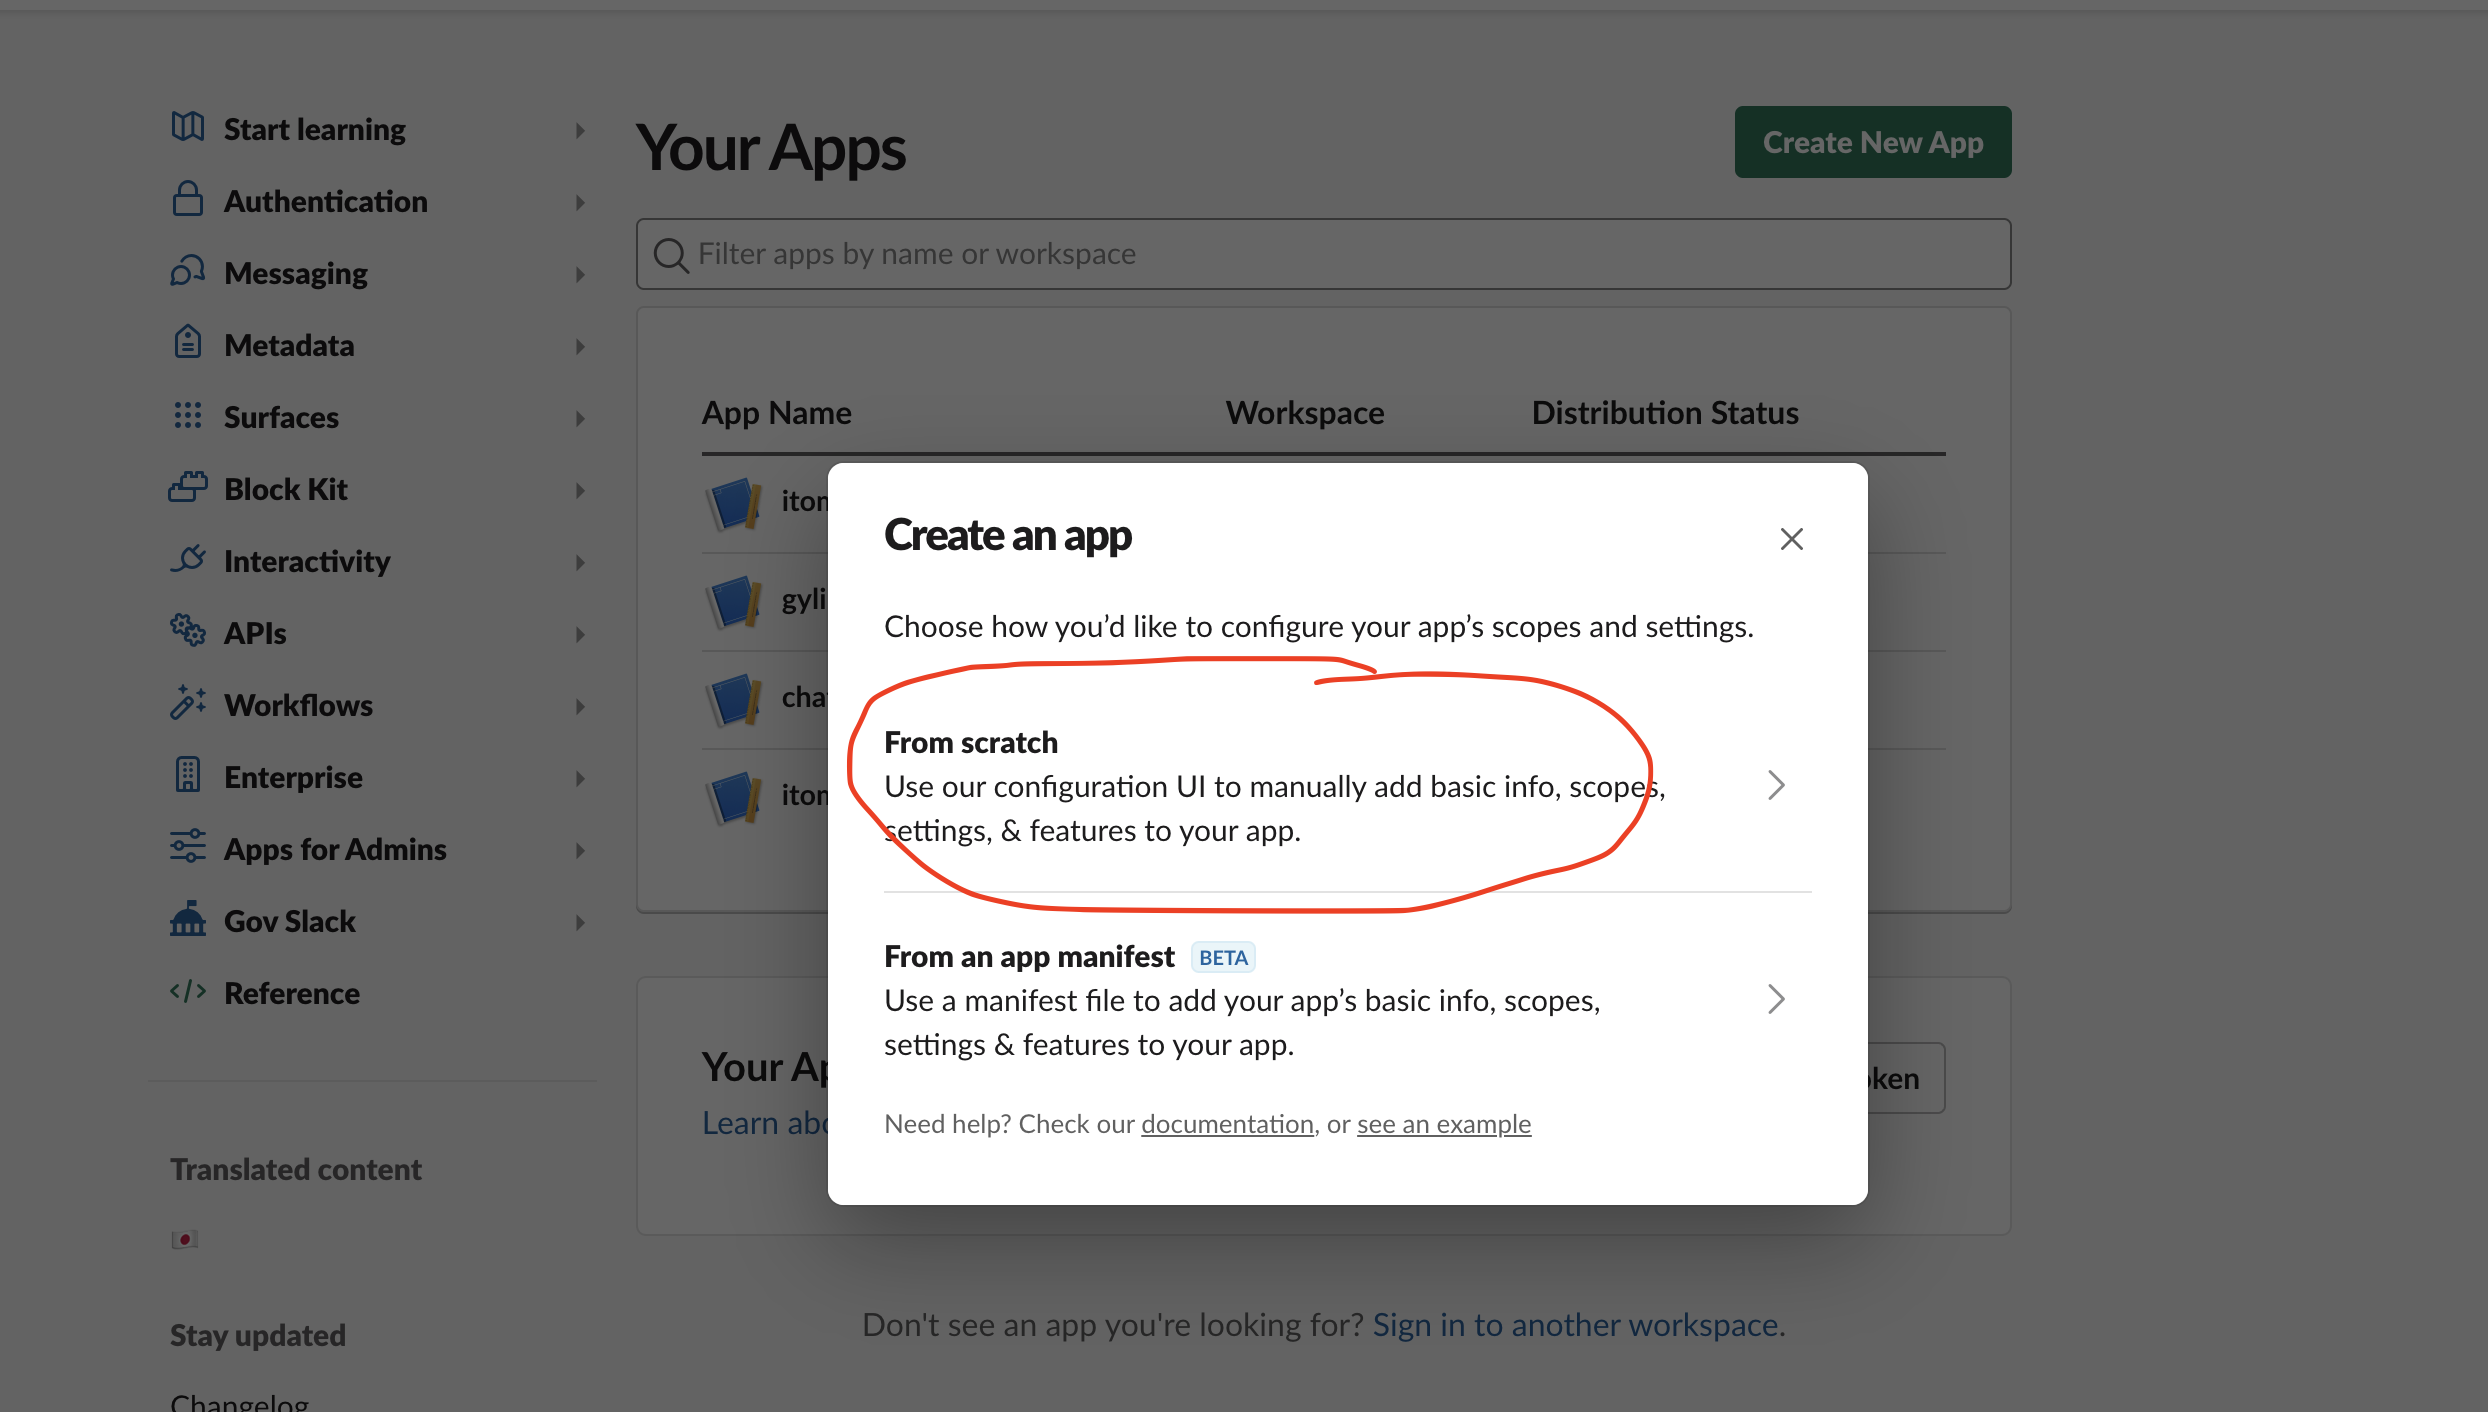 Start learning
Authentication
Messaging
Metadata
Surfaces
Block Kit
Interactivity
APIs
Workflows
Enterprise
Apps for Admins
Gov Slack
Reference
Translated content
Stay updated
Changelog
Your Apps
Create New App
Filter apps by name or workspace
App Name Workspace Distribution Status
gyli
Create an app
Choose how you’d like to configure your app’s scopes and settings.
From scratch
Use our configuration UI to manually add basic info, scopes,
settings, & features to your app.
From an app manifest BETA
Use a manifest file to add your app’s basic info, scopes,
settings & features to your app.
Need help? Check our documentation, or see an example
Your
Learn
Don't see an app you're looking for? Sign in to another workspace.